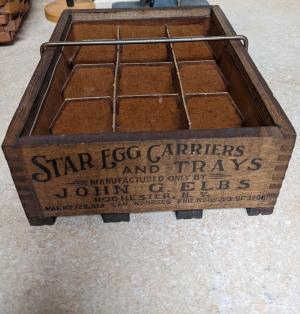 STAR EGG CARRIERS
AND TRAYS
MANUFACTURED ONLY BY
JOHN G. ELBS
ROCHESTER, N.Y.